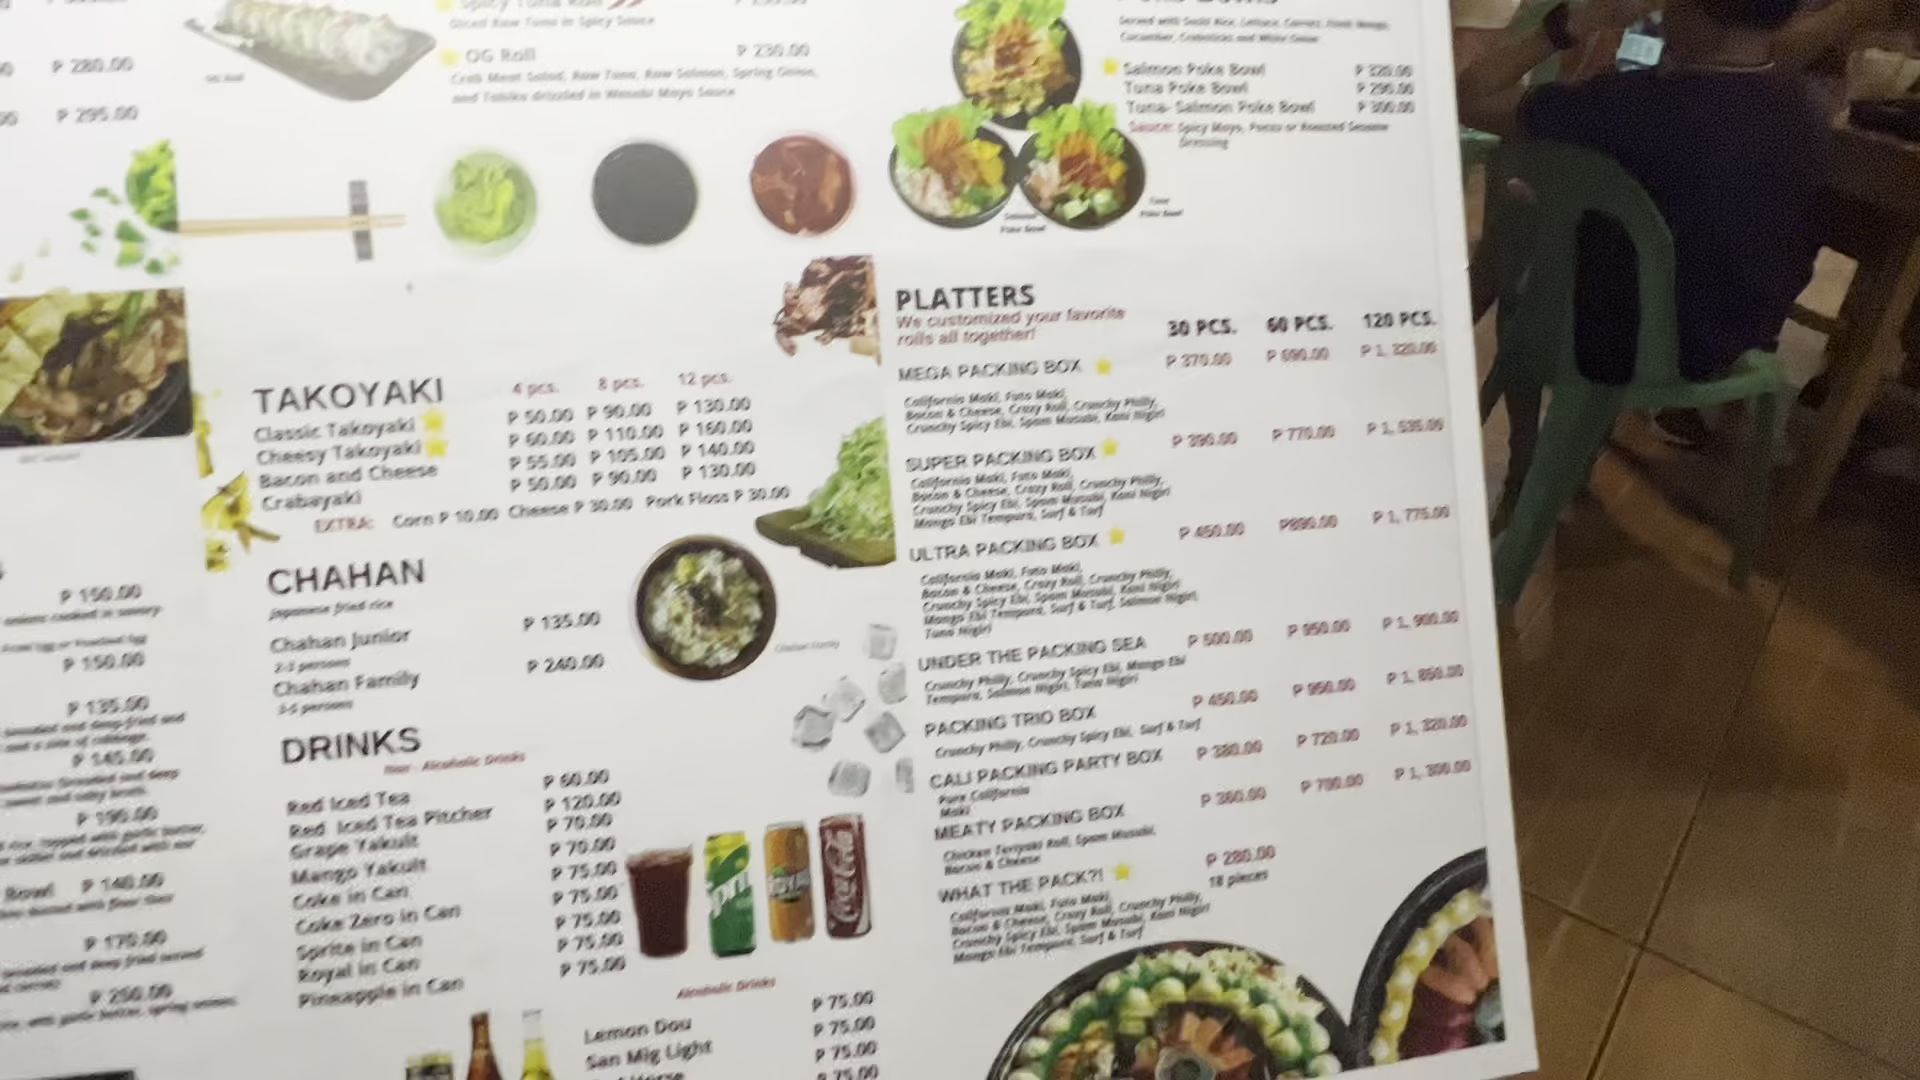 Spicy Tuna Roll
Sliced Raw Tuna in Spicy Sauce
OG Roll P 230.00
Crab Meat Salad, Raw Tuna, Raw Salmon, Spring Onion,
and Tobiko drizzled in Wasabi Mayo Sauce
P 280.00
P 295.00
Served with Sushi Rice, Lettuce, Carrots,
Cucumber, Crabsticks and
Salmon Poke Bowl P 320.00
Tuna Poke Bowl P 290.00
Tuna- Salmon Poke Bowl P 300.00
Sauce: Spicy Mayo, Ponzu or Roasted Sesame
Dressing
Salmon
Poke Bowl
Tuna
Poke Bowl
TAKOYAKI 4 pcs. 8 pcs. 12 pcs.
Classic Takoyaki P 50.00 P 90.00 P 130.00
Cheesy Takoyaki P 60.00 P 110.00 P 160.00
Bacon and Cheese P 55.00 P 105.00 P 140.00
Crabayaki P 50.00 P 90.00 P 130.00
EXTRA: Corn P 10.00 Cheese P 30.00 Pork Floss P 30.00
CHAHAN
Japanese fried rice
Chahan Junior P 135.00
2-3 persons
Chahan Family P 240.00
3-5 persons
Chahan Family
DRINKS
Non - Alcoholic Drinks
Red Iced Tea P 60.00
Red Iced Tea Pitcher P 120.00
Grape Yakult P 70.00
Mango Yakult P 70.00
Coke in Can P 75.00
Coke Zero in Can P 75.00
Sprite in Can P 75.00
Royal in Can P 75.00
Pineapple in Can P 75.00
Sprite
ROYAL
Coca-Cola
Alcoholic Drinks
Lemon Dou P 75.00
San Mig Light P 75.00
P 75.00
P 75.00
PLATTERS
We customized your favorite
rolls all together!
30 PCS. 60 PCS. 120 PCS.
MEGA PACKING BOX P 370.00 P 690.00 P 1, 320.00
California Maki, Futo Maki,
Bacon & Cheese, Crazy Roll, Crunchy Philly,
Crunchy Spicy Ebi, Spam Musubi, Kani Nigiri
SUPER PACKING BOX P 390.00 P 770.00 P 1, 535.00
California Maki, Futo Maki,
Bacon & Cheese, Crazy Roll, Crunchy Philly,
Crunchy Spicy Ebi, Spam Musubi, Kani Nigiri
Mango Ebi Tempura, Surf & Turf
ULTRA PACKING BOX P 450.00 P890.00 P 1, 775.00
California Maki, Futo Maki,
Bacon & Cheese, Crazy Roll, Crunchy Philly,
Crunchy Spicy Ebi, Spam Musubi, Kani Nigiri
Mango Ebi Tempura, Surf & Turf, Salmon Nigiri,
Tuna Nigiri
UNDER THE PACKING SEA P 500.00 P 950.00 P 1, 900.00
Crunchy Philly, Crunchy Spicy Ebi, Mango Ebi
Tempura, Salmon Nigiri, Tuna Nigiri
PACKING TRIO BOX P 450.00 P 950.00 P 1, 850.00
Crunchy Philly, Crunchy Spicy Ebi, Surf & Turf
CALI PACKING PARTY BOX P 380.00 P 720.00 P 1, 320.00
Pure California
Maki
MEATY PACKING BOX P 360.00 P 700.00 P 1, 300.00
Chicken Teriyaki Roll, Spam Musubi,
Bacon & Cheese
WHAT THE PACK?! P 280.00
18 pieces
California Maki, Futo Maki,
Bacon & Cheese, Crazy Roll, Crunchy Philly,
Crunchy Spicy Ebi, Spam Musubi, Kani Nigiri
Mango Ebi Tempura, Surf & Turf
P 150.00
P 150.00
P 135.00
P 145.00
P 190.00
Bowl P 140.00
P 170.00
P 250.00